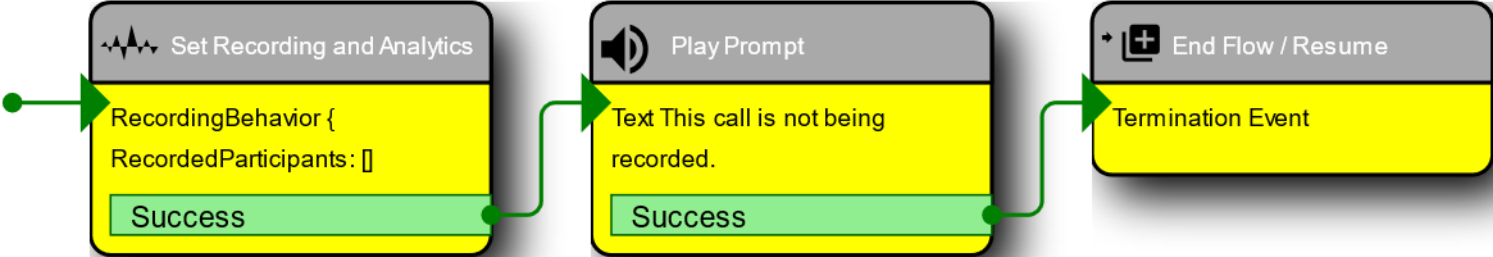 Set Recording and Analytics
RecordingBehavior {
RecordedParticipants: []
Success
Play Prompt
Text This call is not being
recorded.
Success
End Flow / Resume
Termination Event